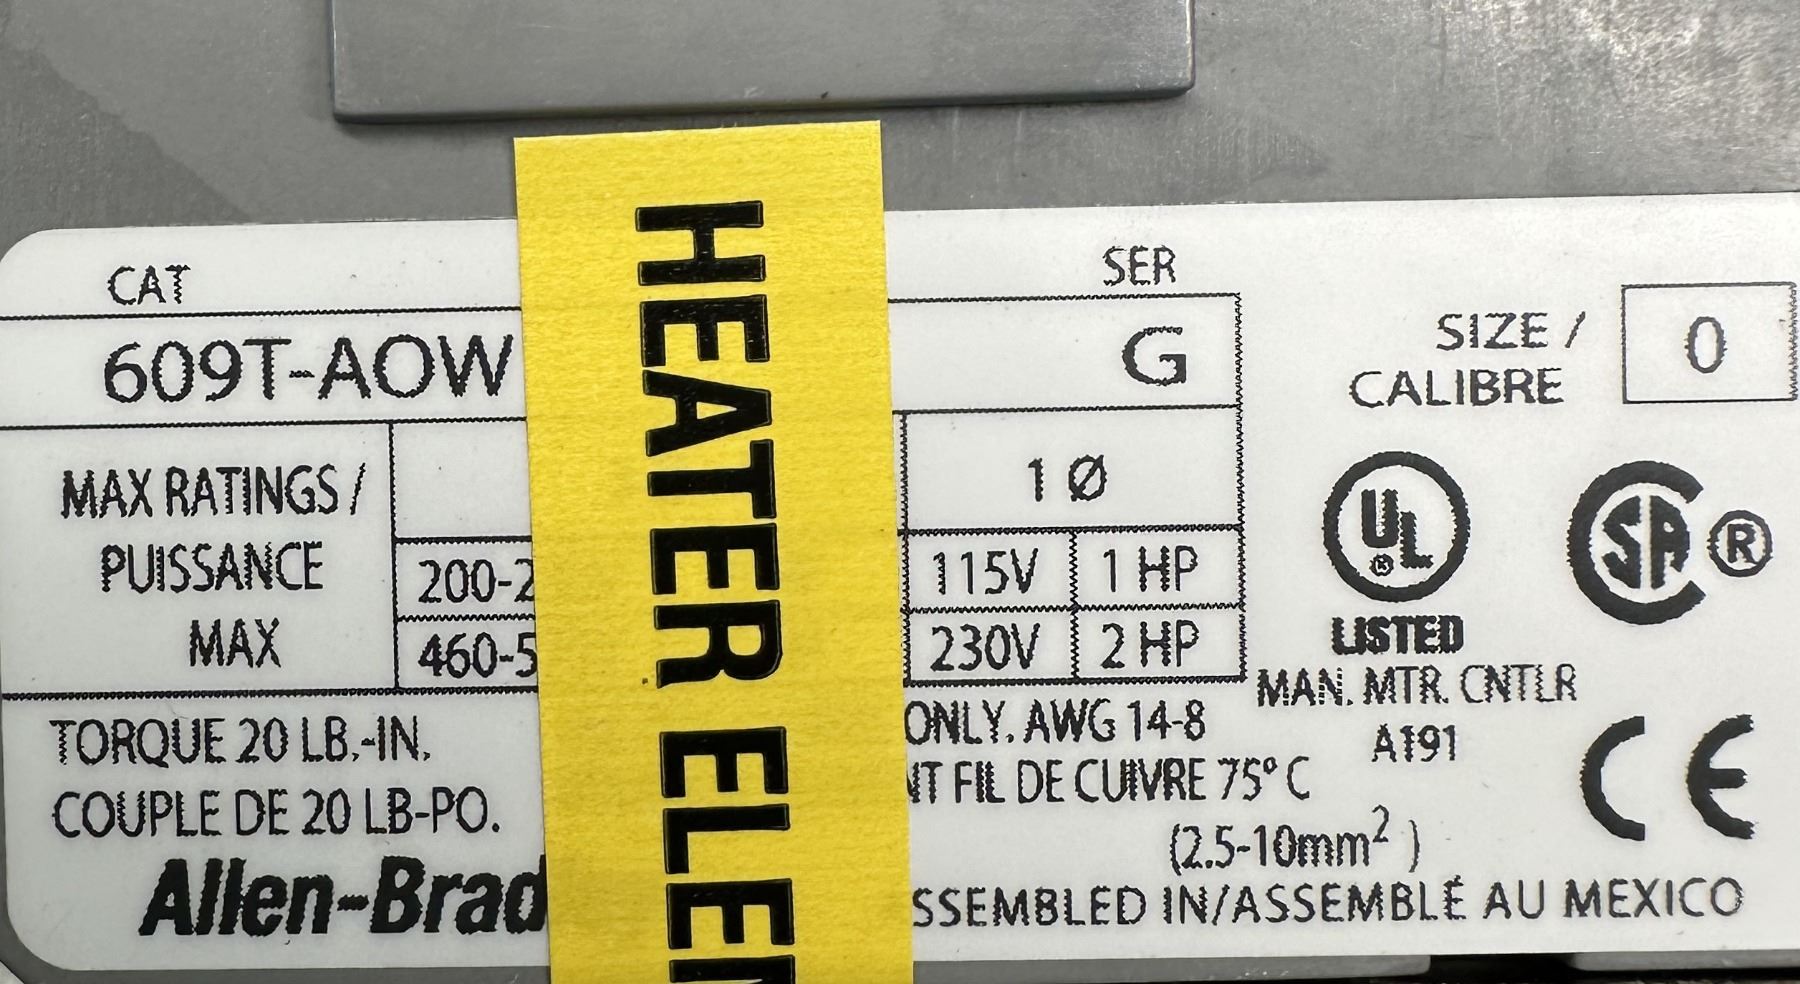 CAT
SER
609T-AOW
G
SIZE /
CALIBRE
0
MAX RATINGS /
PUISSANCE
MAX
1 Ø
200-2
115V 1 HP
460-5
230V 2 HP
UL
®
LISTED
MAN. MTR. CNTLR
A191
SA ®
CE
TORQUE 20 LB.-IN.
ONLY. AWG 14-8
COUPLE DE 20 LB-PO.
NT FIL DE CUIVRE 75°C
(2.5-10mm²)
Allen-Brad
SSEMBLED IN/ASSEMBLÉ AU MEXICO
HEATER ELEM